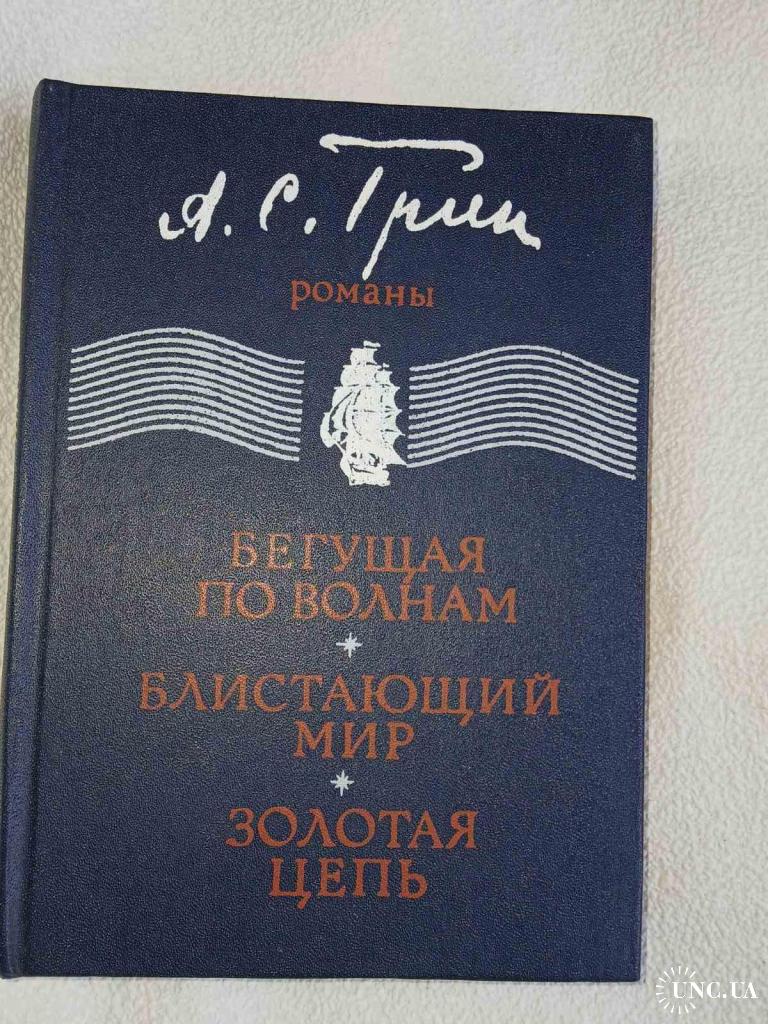 А. С. Грин
романы
БЕГУЩАЯ
ПО ВОЛНАМ
БЛИСТАЮЩИЙ
МИР
ЗОЛОТАЯ
ЦЕПЬ
UNC.UA